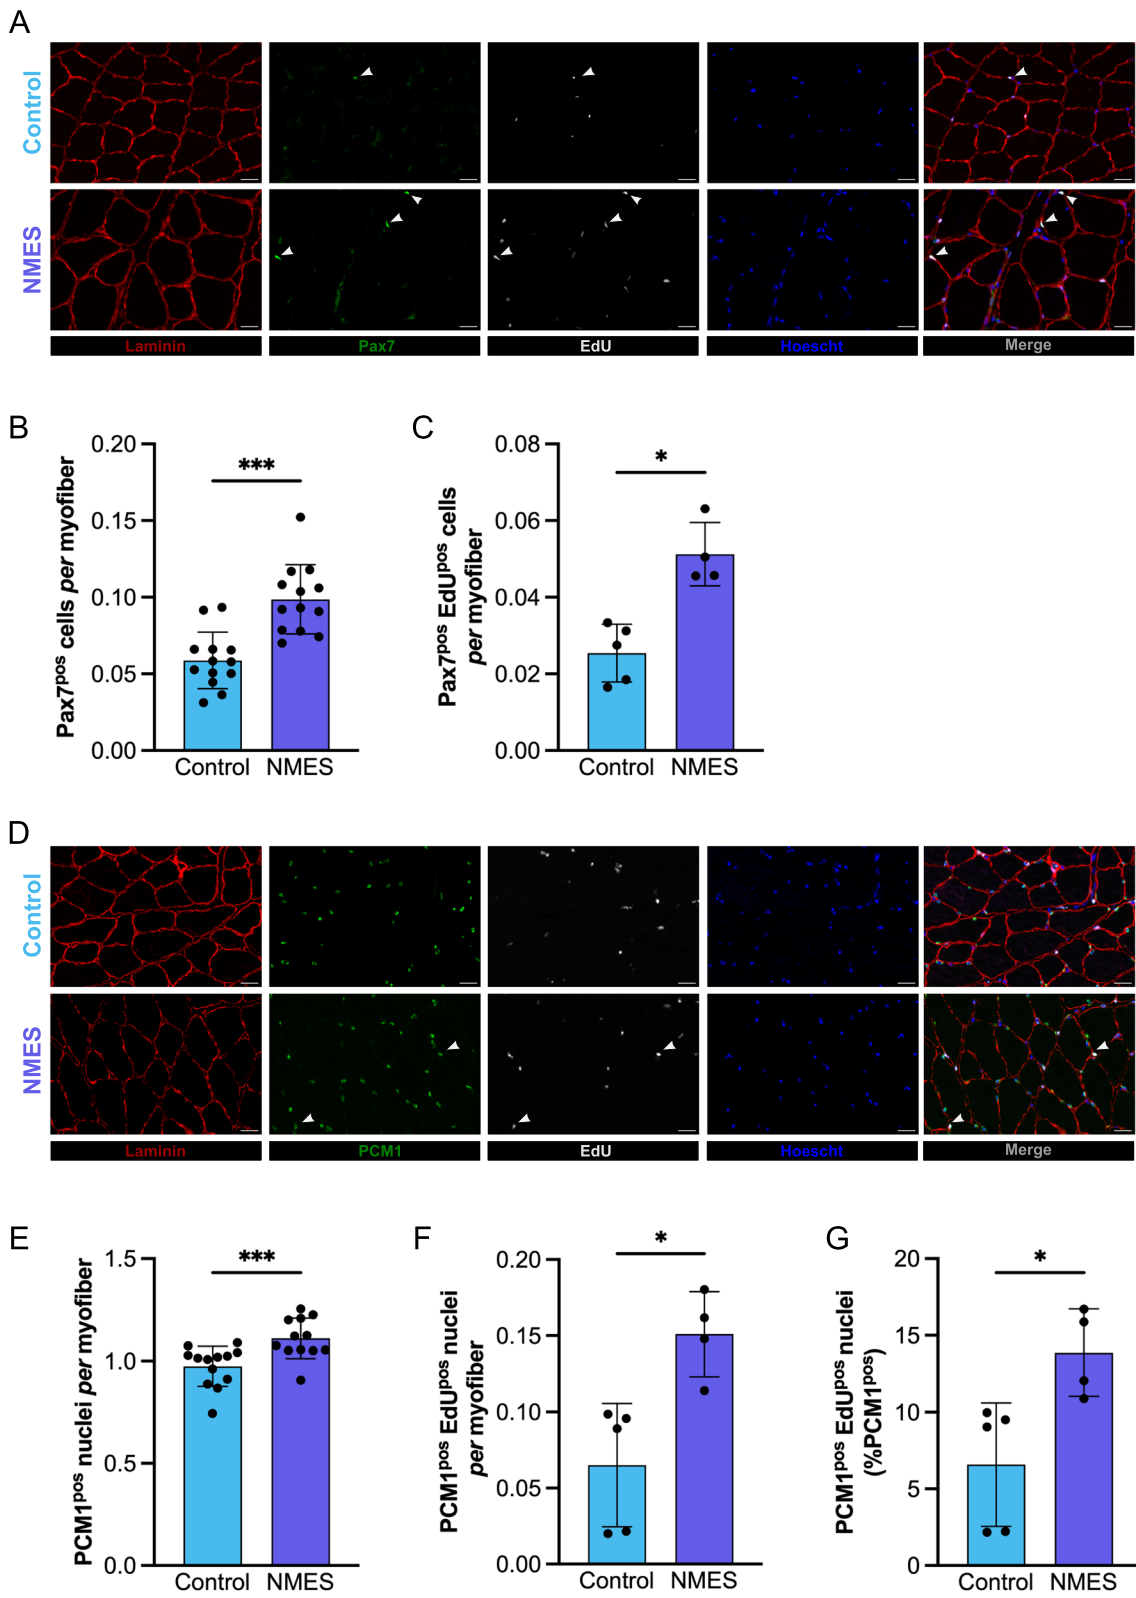 A
Control
NMES
Laminin
Pax7
EdU
Hoescht
Merge
B
Pax7pos cells per myofiber
0.20
0.15
0.10
0.05
0.00
***
Control
NMES
C
Pax7pos EdUpos cells
per myofiber
0.08
0.06
0.04
0.02
0.00
*
Control
NMES
D
Control
NMES
Laminin
PCM1
EdU
Hoescht
Merge
E
PCM1pos nuclei per myofiber
1.5
1.0
0.5
0.0
***
Control
NMES
F
PCM1pos EdUpos nuclei
per myofiber
0.20
0.15
0.10
0.05
0.00
*
Control
NMES
G
PCM1pos EdUpos nuclei
(%PCM1pos)
20
15
10
5
0
*
Control
NMES